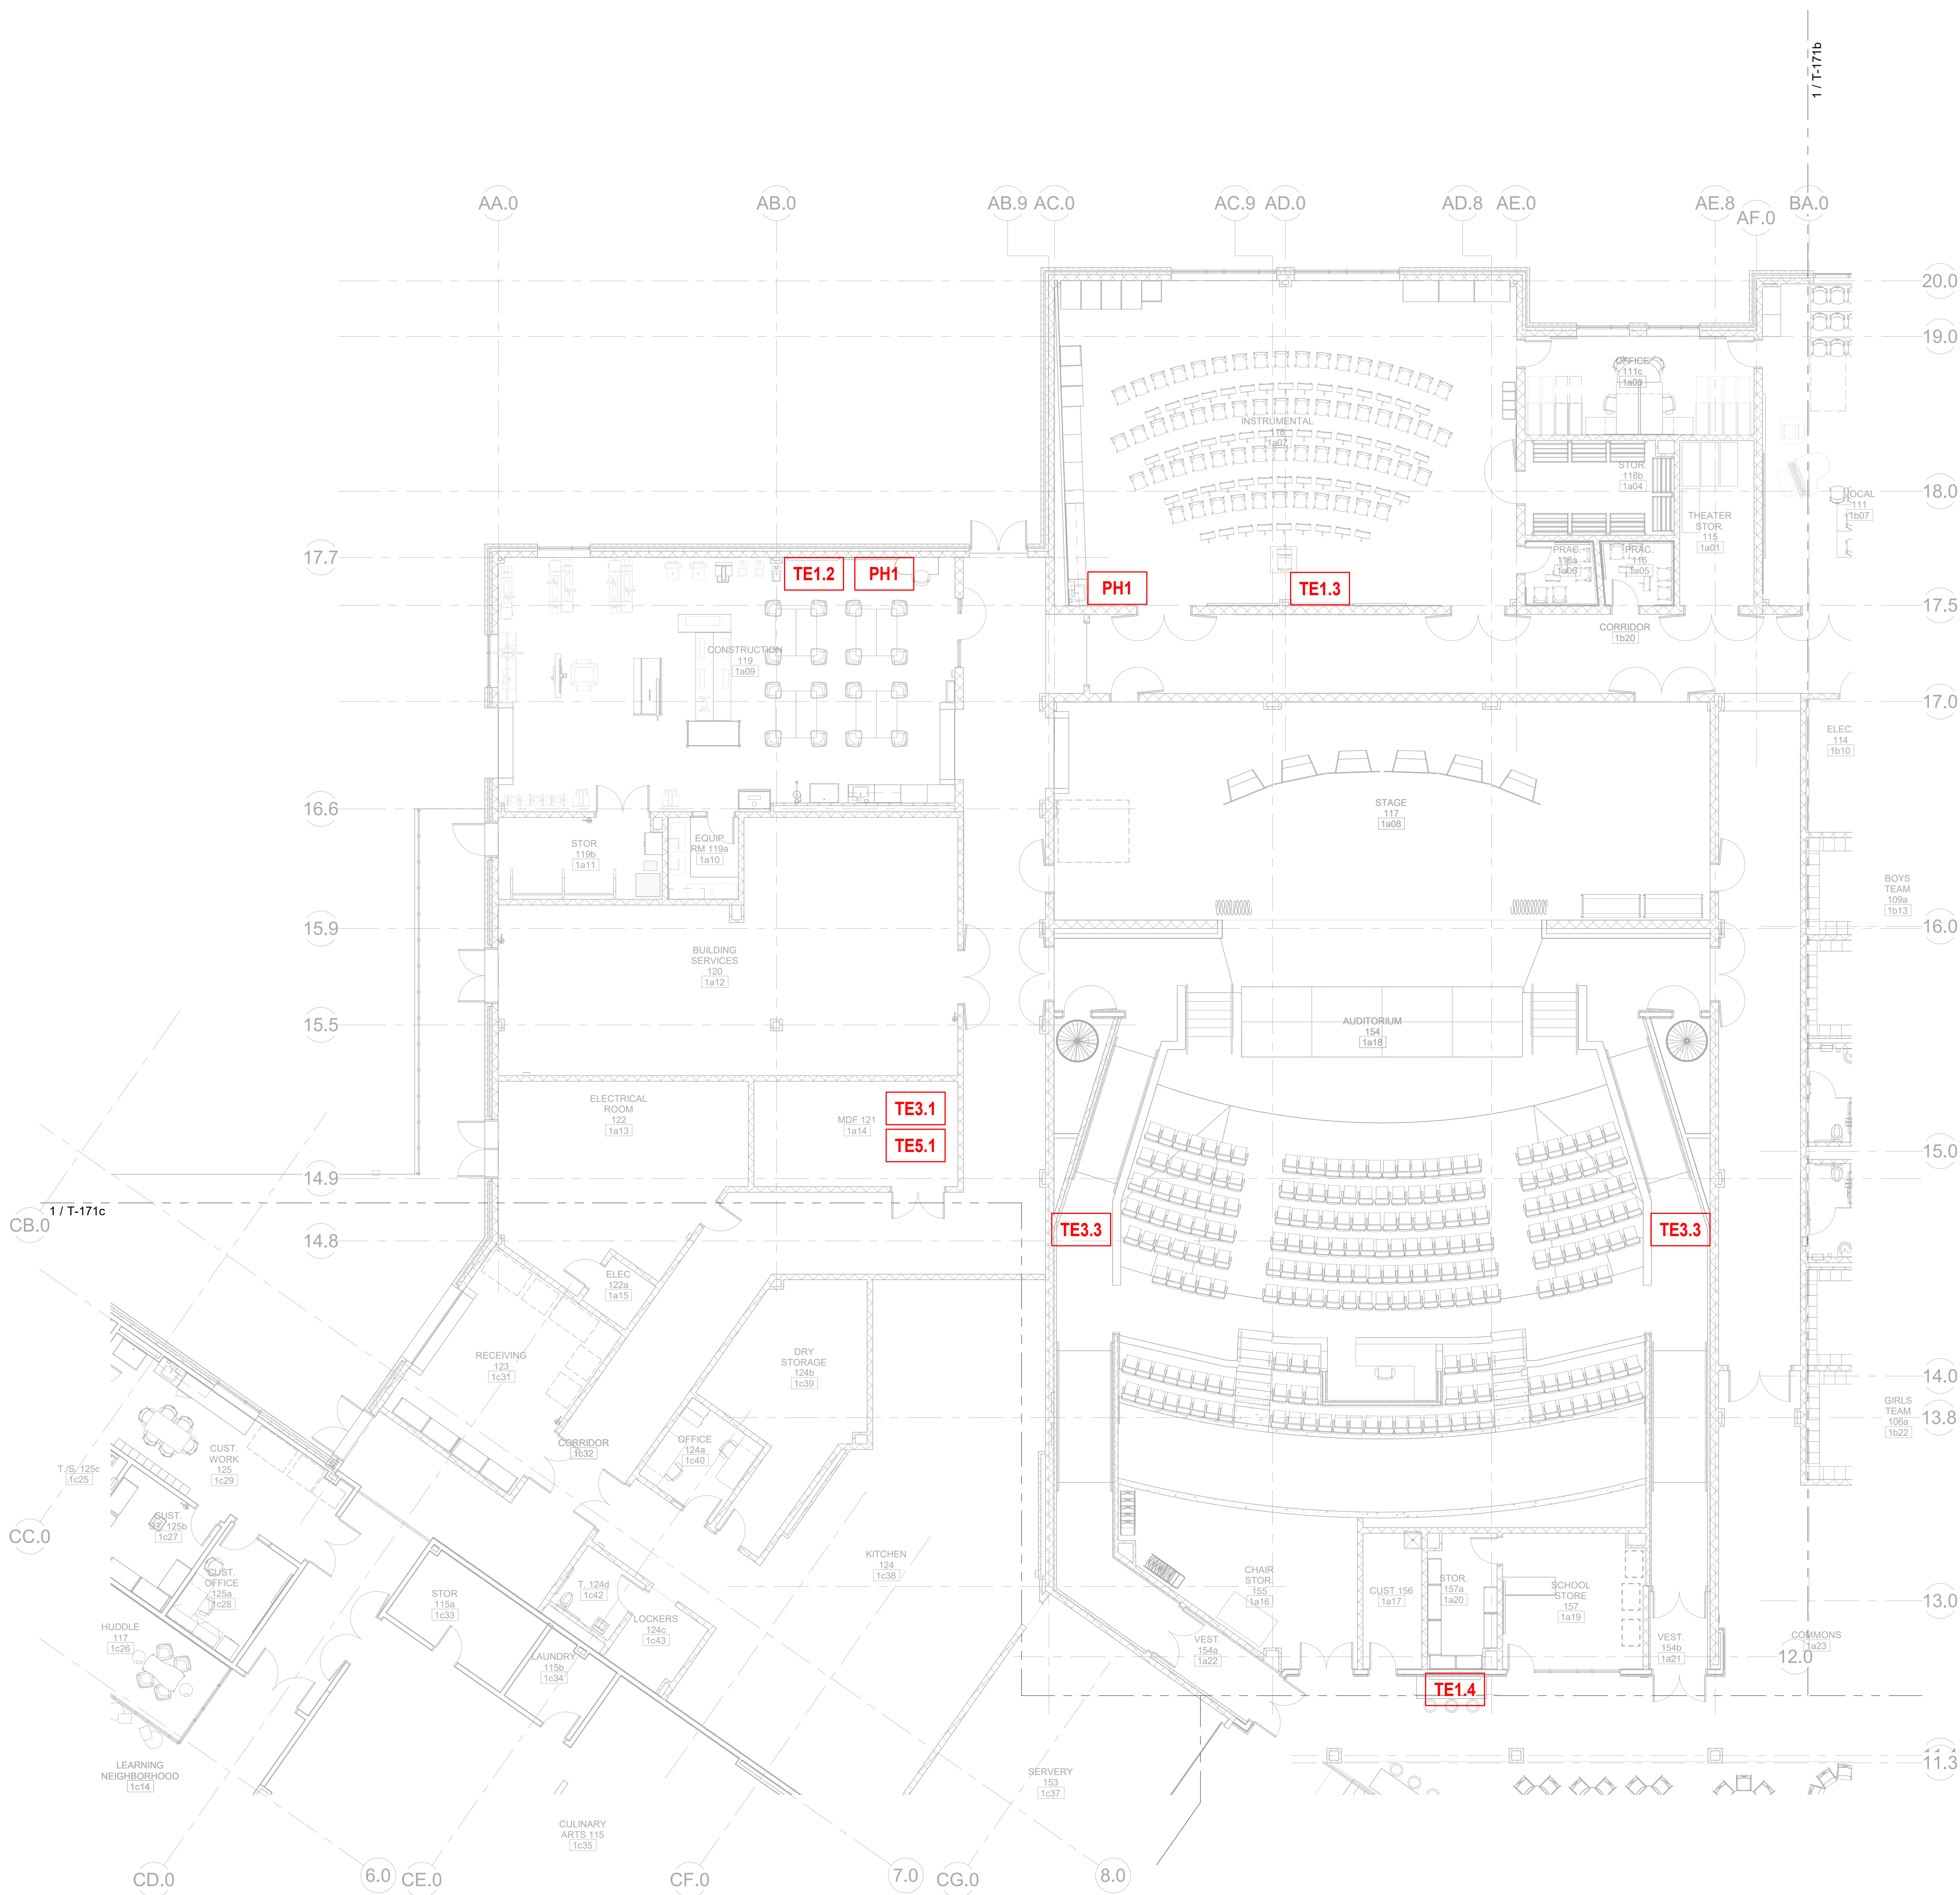 1 / T-171b
AA.0
AB.0
AB.9
AC.0
AC.9
AD.0
AD.8
AE.0
AE.8
AF.0
BA.0
20.0
19.0
OFFICE
111c
1a03
INSTRUMENTAL
118
1a07
STOR.
118b
1a04
18.0
VOCAL
111
1b07
THEATER
STOR.
115
1a01
17.7
TE1.2
PH1
PH1
TE1.3
PRAC.
118a
1a06
PRAC.
116
1a05
17.5
CORRIDOR
1b20
CONSTRUCTION
119
1a09
17.0
ELEC.
114
1b10
16.6
STAGE
117
1a08
STOR.
119b
1a11
EQUIP.
RM 119a
1a10
BOYS
TEAM
109a
1b13
15.9
16.0
BUILDING
SERVICES
120
1a12
15.5
AUDITORIUM
154
1a18
ELECTRICAL
ROOM
122
1a13
MDF 121
1a14
TE3.1
TE5.1
15.0
14.9
1 / T-171c
CB.0
14.8
TE3.3
TE3.3
ELEC
122a
1a15
RECEIVING
123
1c31
DRY
STORAGE
124b
1c39
14.0
13.8
GIRLS
TEAM
106a
1b22
CORRIDOR
1c32
OFFICE
124a
1c40
CUST.
WORK
125
1c29
T./S. 125c
1c25
CC.0
CUST.
ST. 125b
1c27
CUST.
OFFICE
125a
1c28
KITCHEN
124
1c38
T. 124d
1c42
STOR
115a
1c33
LOCKERS
124c
1c43
CHAIR
STOR.
155
1a16
CUST 156
1a17
STOR.
157a
1a20
SCHOOL
STORE
157
1a19
13.0
HUDDLE
117
1c26
LAUNDRY
115b
1c34
VEST.
154a
1a22
VEST.
154b
1a21
COMMONS
1a23
12.0
TE1.4
11.3
LEARNING
NEIGHBORHOOD
1c14
SERVERY
153
1c37
CULINARY
ARTS 115
1c35
CD.0
6.0
CE.0
CF.0
7.0
CG.0
8.0